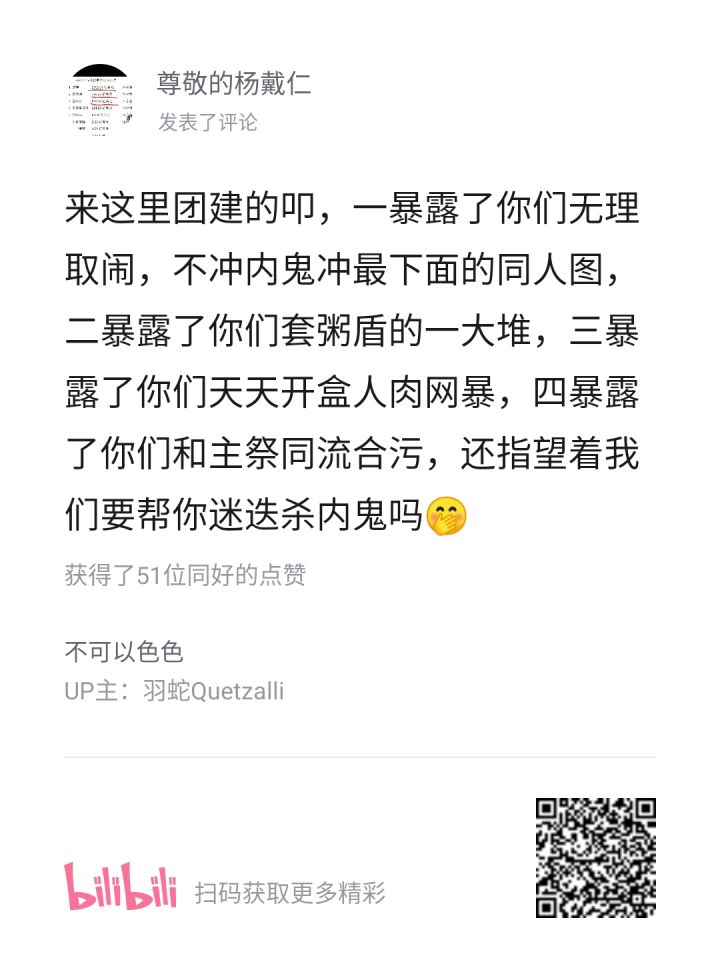 尊敬的杨戴仁
发表了评论
来这里团建的叩，一暴露了你们无理
取闹，不冲内鬼冲最下面的同人图，
二暴露了你们套粥盾的一大堆，三暴
露了你们天天开盒人肉网暴，四暴露
了你们和主祭同流合污，还指望着我
们要帮你迷迭杀内鬼吗🤭
获得了51位同好的点赞
不可以色色
UP主：羽蛇Quetzalli
bilibili 扫码获取更多精彩